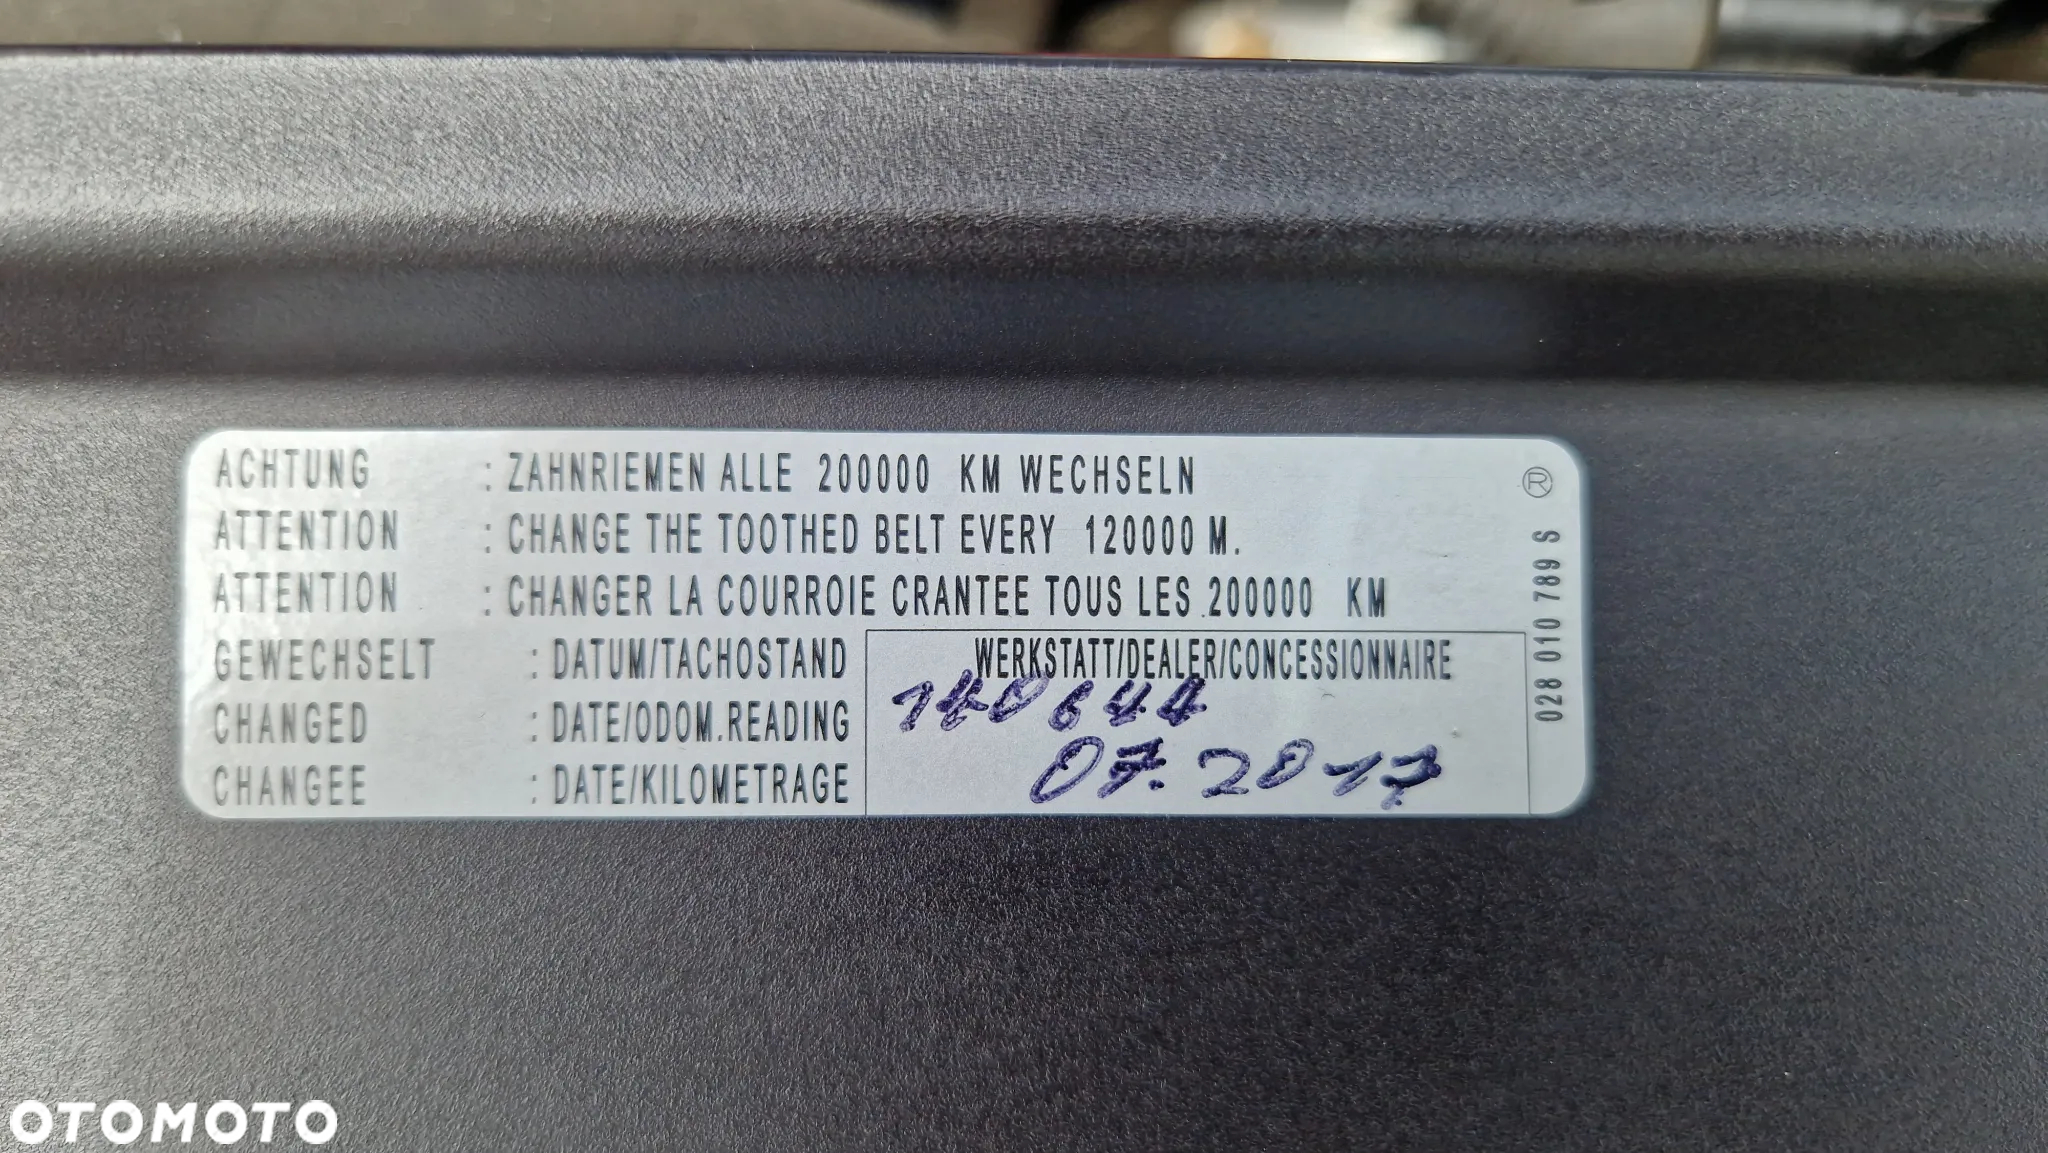 ACHTUNG : ZAHNRIEMEN ALLE 200000 KM WECHSELN
ATTENTION : CHANGE THE TOOTHED BELT EVERY 120000 M.
ATTENTION : CHANGER LA COURROIE CRANTEE TOUS LES 200000 KM
GEWECHSELT : DATUM/TACHOSTAND
CHANGED : DATE/ODOM.READING
CHANGEE : DATE/KILOMETRAGE
WERKSTATT/DEALER/CONCESSIONNAIRE
07.2017
®
028 010 789 S
OTOMOTO